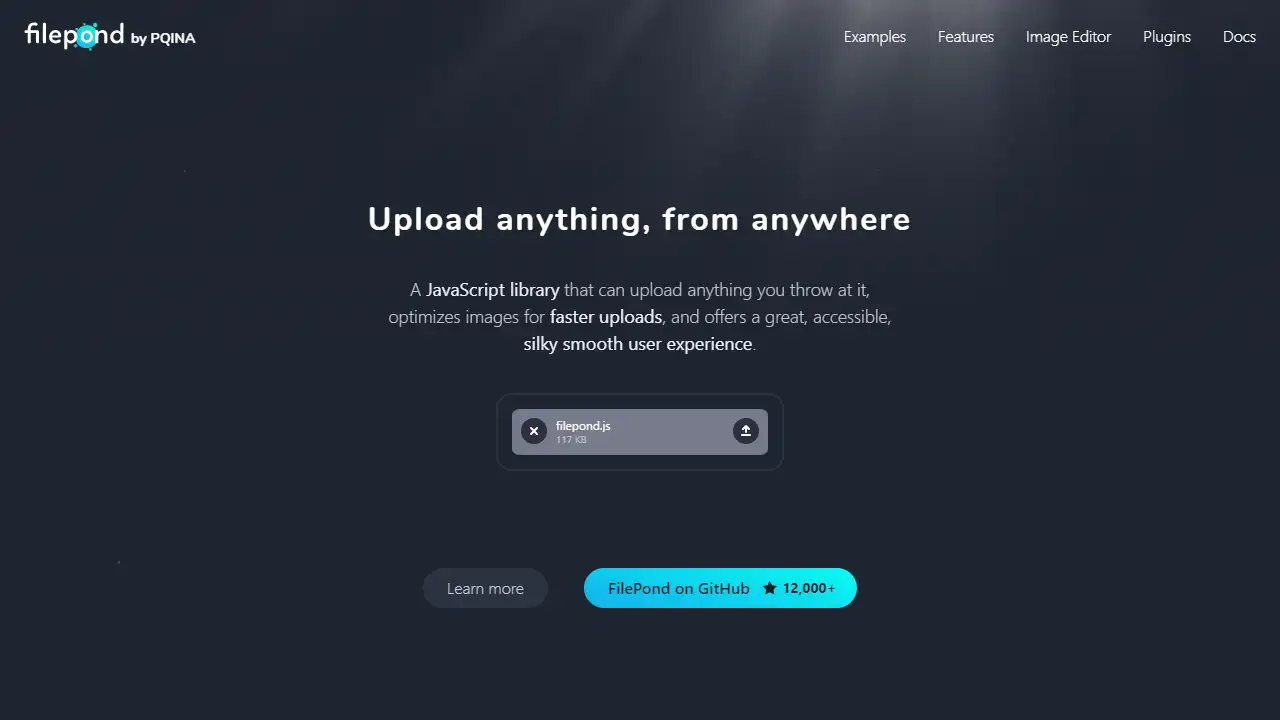 filepond by PQINA
Examples
Features
Image Editor
Plugins
Docs
Upload anything, from anywhere
A JavaScript library that can upload anything you throw at it,
optimizes images for faster uploads, and offers a great, accessible,
silky smooth user experience.
filepond.js
117 KB
Learn more
FilePond on GitHub ★ 12,000+